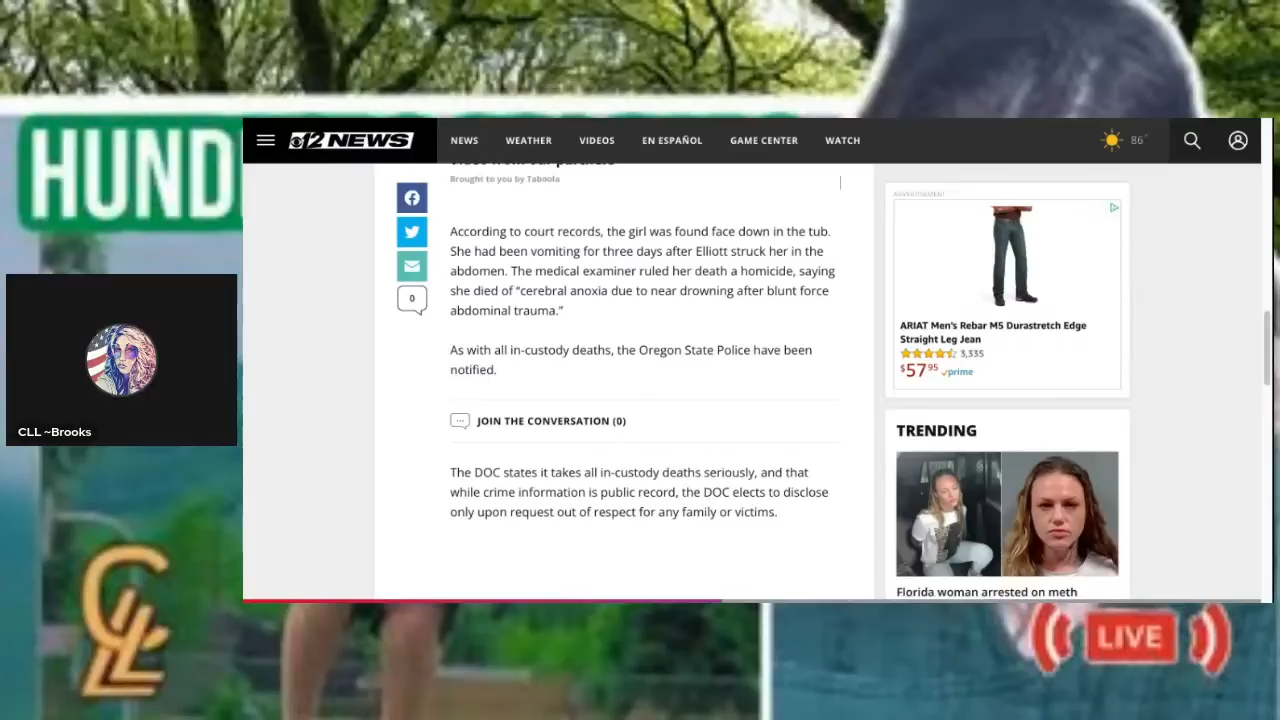 HUND
12 NEWS
NEWS
WEATHER
VIDEOS
EN ESPAÑOL
GAME CENTER
WATCH
86°
Brought to you by Taboola
According to court records, the girl was found face down in the tub.
She had been vomiting for three days after Elliott struck her in the
abdomen. The medical examiner ruled her death a homicide, saying
she died of “cerebral anoxia due to near drowning after blunt force
abdominal trauma.”
0
As with all in-custody deaths, the Oregon State Police have been
notified.
JOIN THE CONVERSATION (0)
The DOC states it takes all in-custody deaths seriously, and that
while crime information is public record, the DOC elects to disclose
only upon request out of respect for any family or victims.
ADVERTISEMENT
ARIAT Men's Rebar M5 Durastretch Edge
Straight Leg Jean
3,335
$57 95 prime
TRENDING
Florida woman arrested on meth
CLL ~Brooks
CLL
LIVE